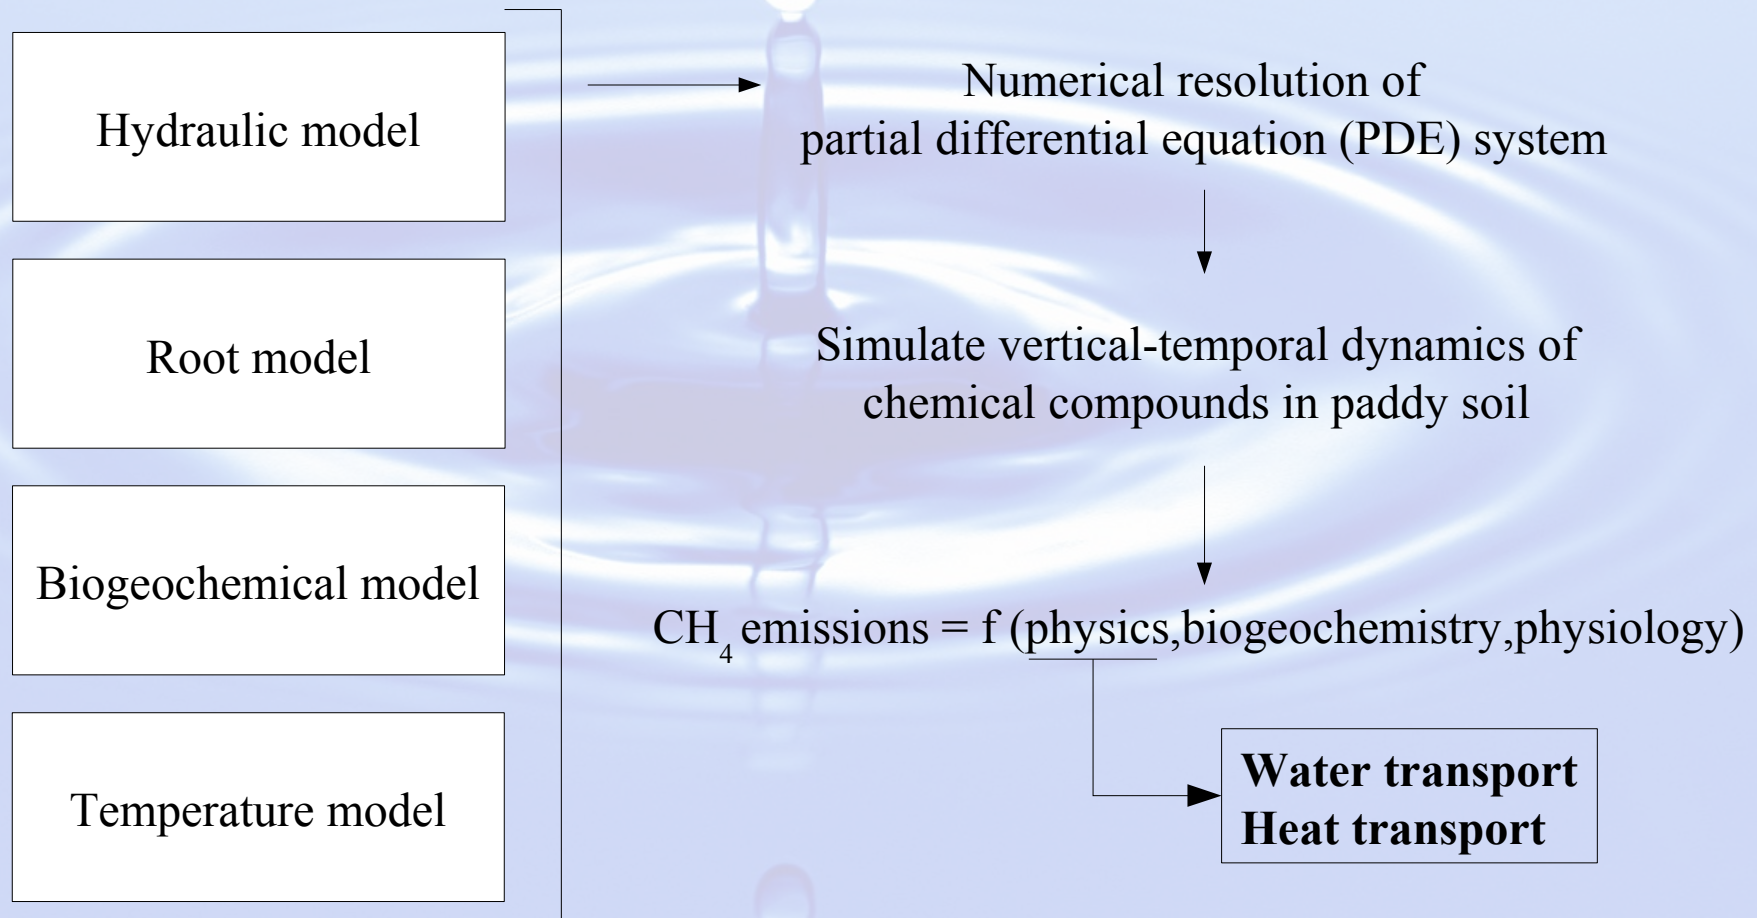 Hydraulic model
Root model
Biogeochemical model
Temperature model
Numerical resolution of
partial differential equation (PDE) system
Simulate vertical-temporal dynamics of
chemical compounds in paddy soil
CH4 emissions = f (physics,biogeochemistry,physiology)
Water transport
Heat transport